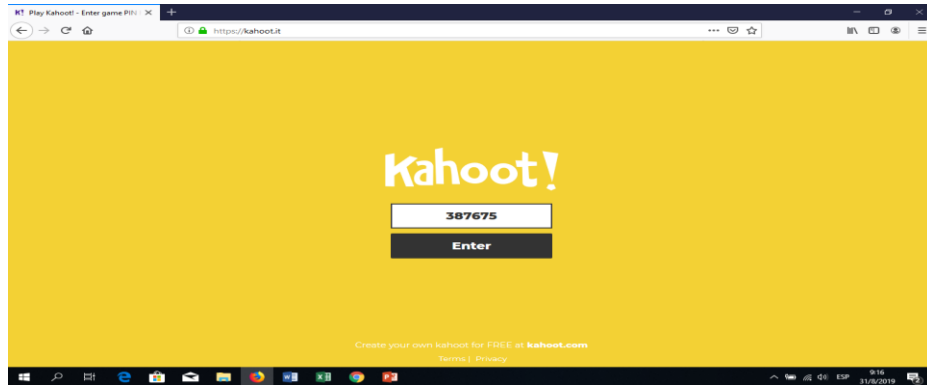 K! Play Kahoot! - Enter game PIN
https://kahoot.it
Kahoot!
387675
Enter
Create your own kahoot for FREE at kahoot.com
Terms | Privacy
ESP
9:16
31/8/2019